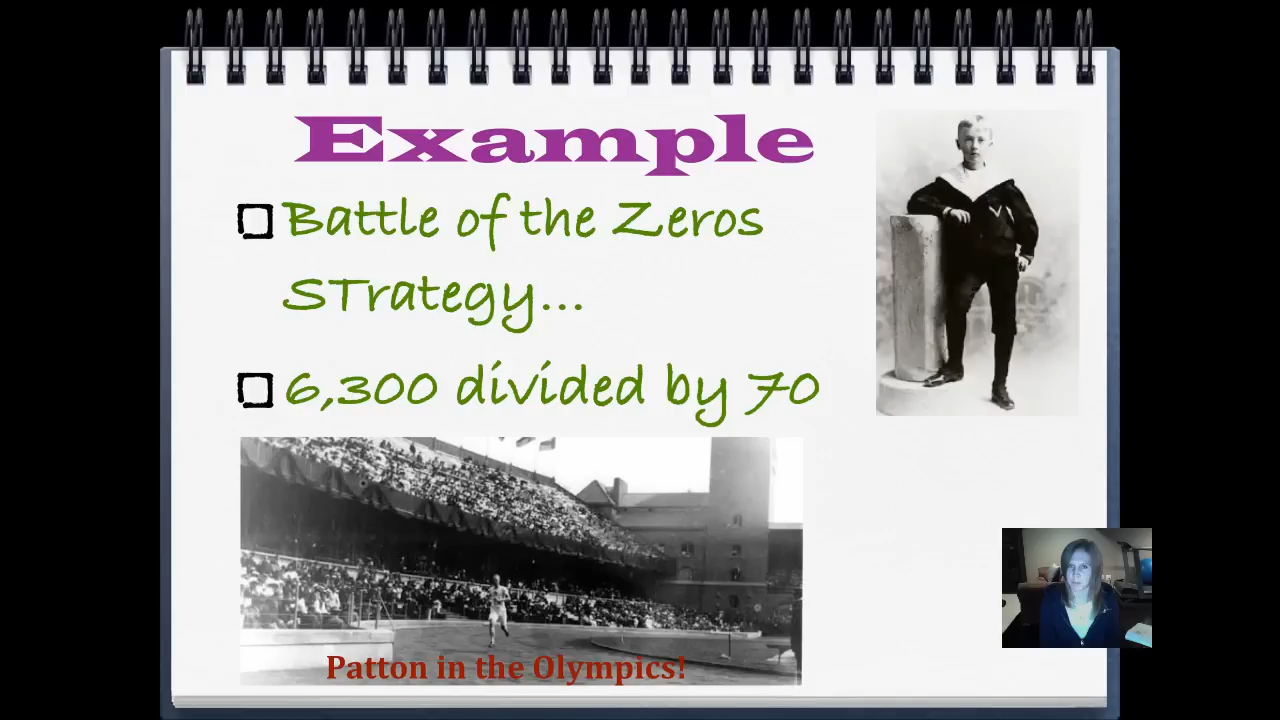 Example
Battle of the Zeros
STrategy...
6,300 divided by 70
Patton in the Olympics!